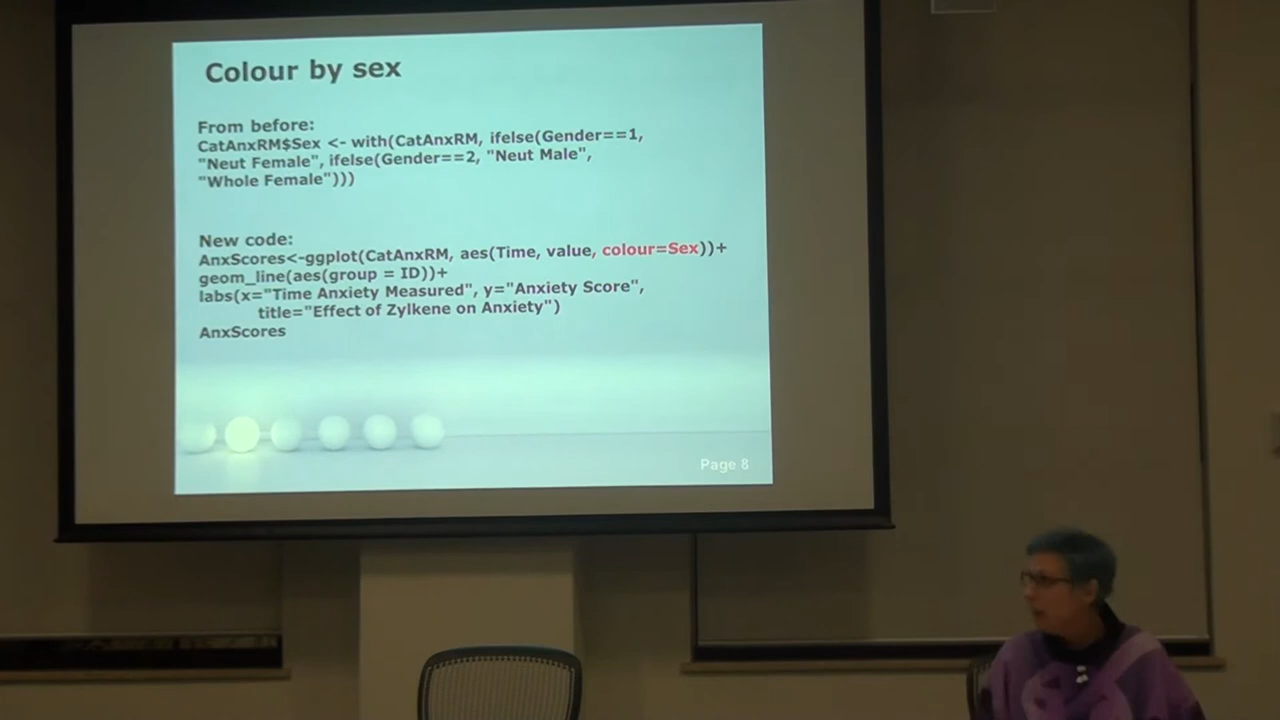 Colour by sex
From before:
CatAnxRM$Sex <- with(CatAnxRM, ifelse(Gender==1,
"Neut Female", ifelse(Gender==2, "Neut Male",
"Whole Female")))
New code:
AnxScores<-ggplot(CatAnxRM, aes(Time, value, colour=Sex))+
geom_line(aes(group = ID))+
labs(x="Time Anxiety Measured", y="Anxiety Score",
title="Effect of Zylkene on Anxiety")
AnxScores
Page 8